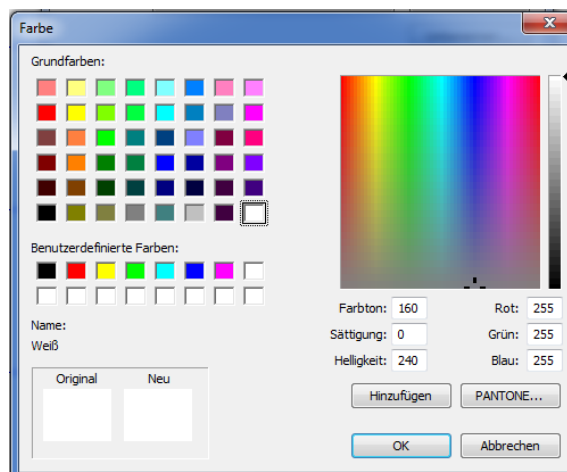 Farbe
Grundfarben:
Benutzerdefinierte Farben:
Name:
Weiß
Original Neu
Farbton: 160 Rot: 255
Sättigung: 0 Grün: 255
Helligkeit: 240 Blau: 255
Hinzufügen PANTONE...
OK Abbrechen